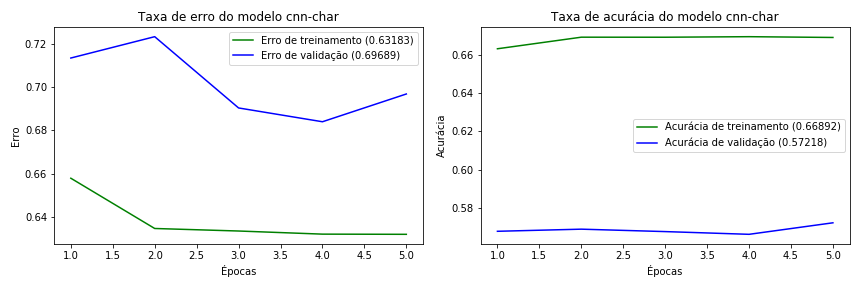 Taxa de erro do modelo cnn-char
Erro de treinamento (0.63183)
Erro de validação (0.69689)
0.72
0.70
0.68
0.66
0.64
Erro
1.0 1.5 2.0 2.5 3.0 3.5 4.0 4.5 5.0
Épocas
Taxa de acurácia do modelo cnn-char
Acurácia de treinamento (0.66892)
Acurácia de validação (0.57218)
0.66
0.64
0.62
0.60
0.58
Acurácia
1.0 1.5 2.0 2.5 3.0 3.5 4.0 4.5 5.0
Épocas